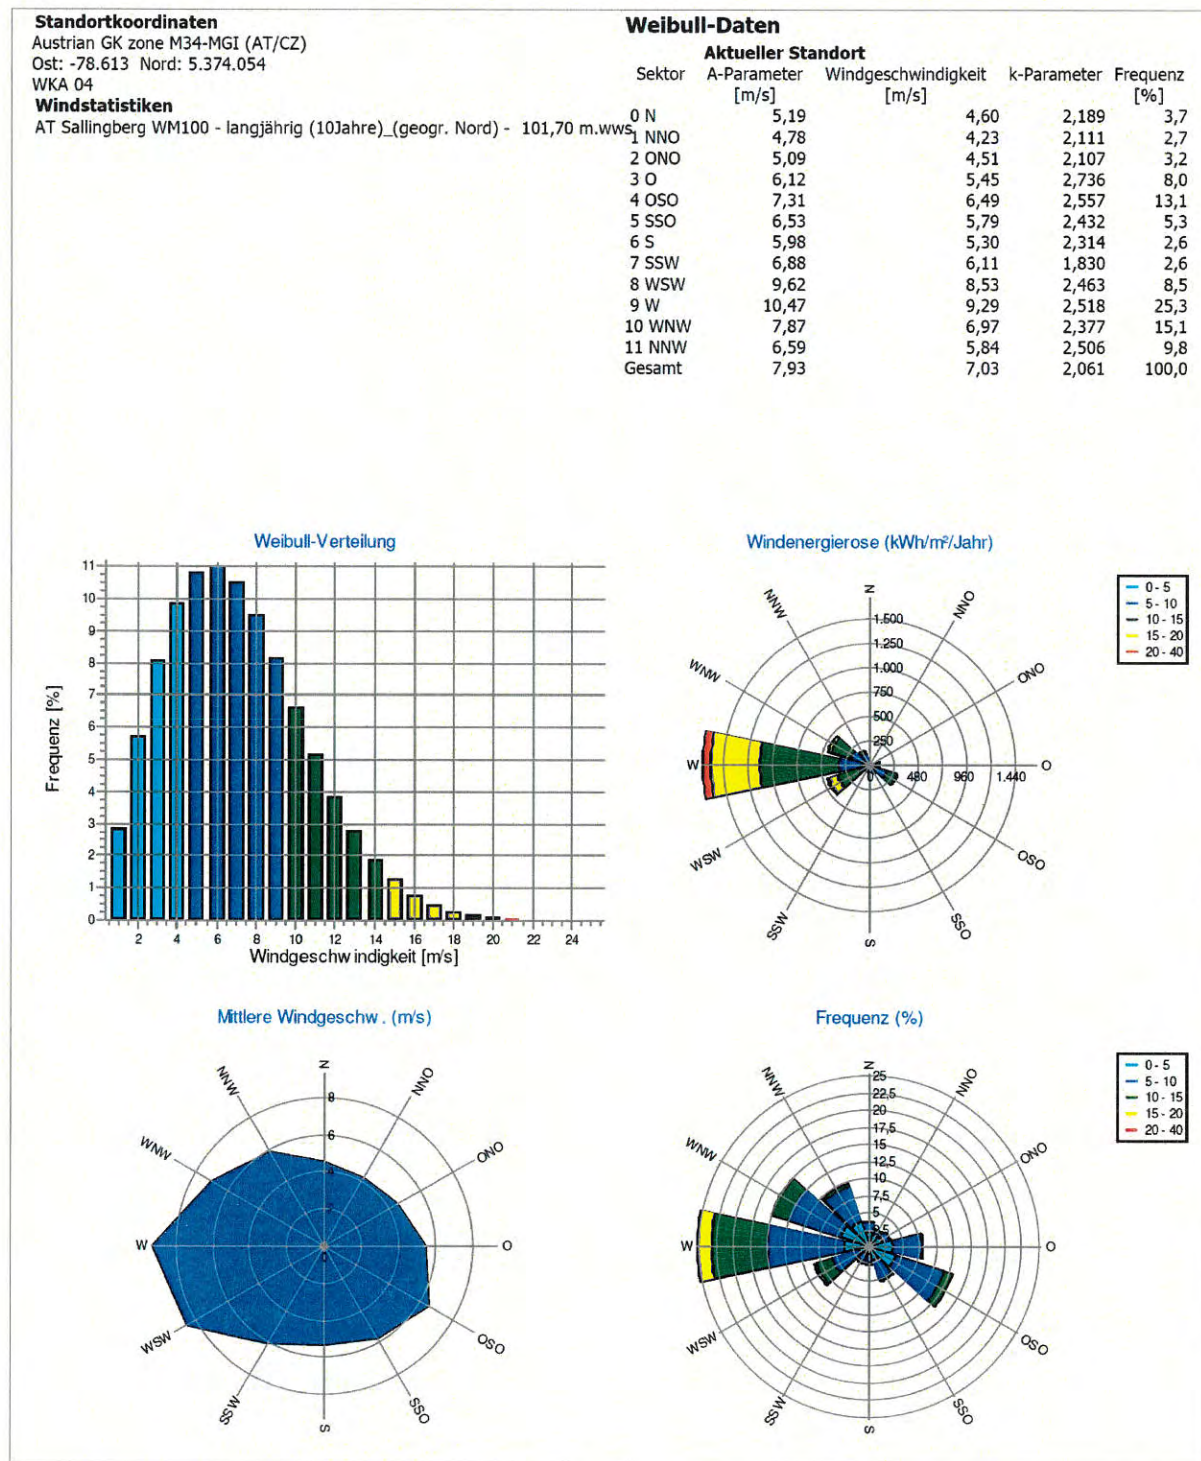 Standortkoordinaten
Austrian GK zone M34-MGI (AT/CZ)
Ost: -78.613 Nord: 5.374.054
WKA 04
Windstatistiken
AT Sallingberg WM100 - langjährig (10Jahre)_(geogr. Nord) - 101,70 m.wws
Weibull-Daten
Aktueller Standort
Sektor A-Parameter Windgeschwindigkeit k-Parameter Frequenz
[m/s] [m/s] [%]
0 N 5,19 4,60 2,189 3,7
1 NNO 4,78 4,23 2,111 2,7
2 ONO 5,09 4,51 2,107 3,2
3 O 6,12 5,45 2,736 8,0
4 OSO 7,31 6,49 2,557 13,1
5 SSO 6,53 5,79 2,432 5,3
6 S 5,98 5,30 2,314 2,6
7 SSW 6,88 6,11 1,830 2,6
8 WSW 9,62 8,53 2,463 8,5
9 W 10,47 9,29 2,518 25,3
10 WNW 7,87 6,97 2,377 15,1
11 NNW 6,59 5,84 2,506 9,8
Gesamt 7,93 7,03 2,061 100,0
Weibull-Verteilung
Frequenz [%]
11
10
9
8
7
6
5
4
3
2
1
0
2 4 6 8 10 12 14 16 18 20 22 24
Windgeschwindigkeit [m/s]
Windenergierose (kWh/m²/Jahr)
N
NNO
ONO
O
OSO
SSO
S
SSW
WSW
W
WNW
NNW
1.500
1.250
1.000
750
500
250
0 480 960 1.440
0 - 5
5 - 10
10 - 15
15 - 20
20 - 40
Mittlere Windgeschw. (m/s)
N
NNO
ONO
O
OSO
SSO
S
SSW
WSW
W
WNW
NNW
8
6
4
2
0
Frequenz (%)
N
NNO
ONO
O
OSO
SSO
S
SSW
WSW
W
WNW
NNW
25
22,5
20
17,5
15
12,5
10
7,5
5
2,5
0 - 5
5 - 10
10 - 15
15 - 20
20 - 40